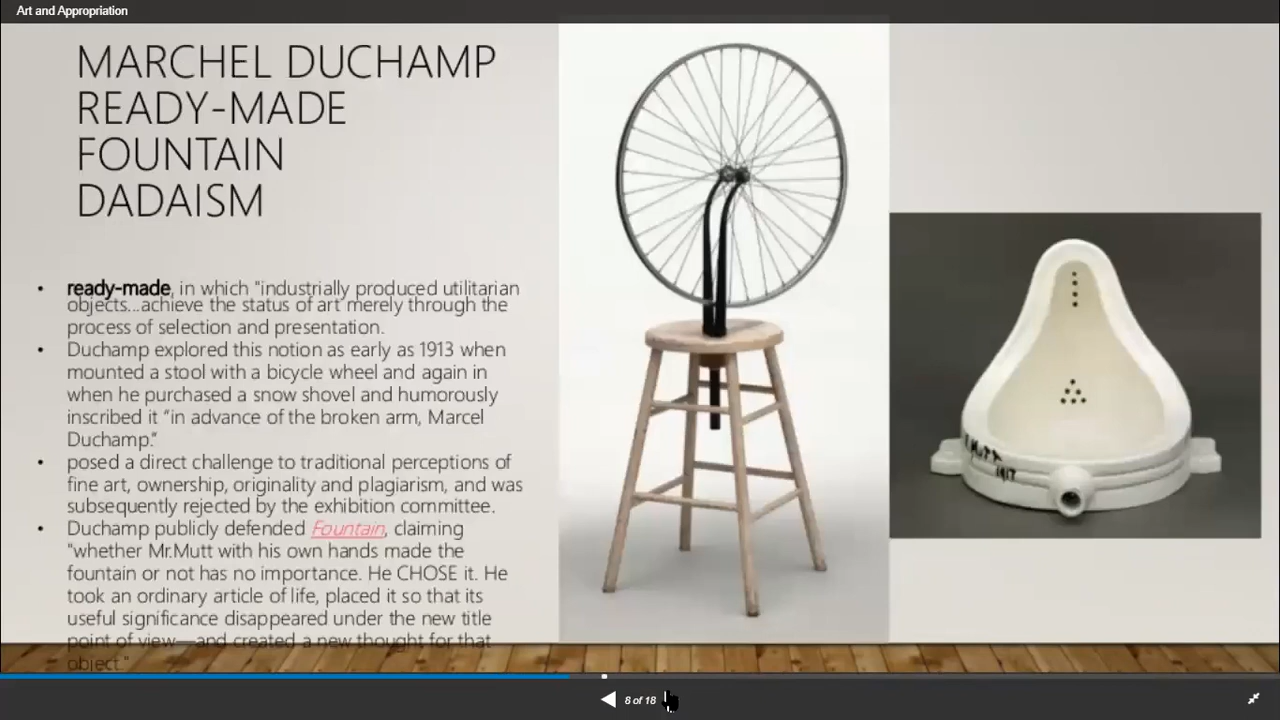 Art and Appropriation
MARCHEL DUCHAMP
READY-MADE
FOUNTAIN
DADAISM
• ready-made, in which "industrially produced utilitarian
objects...achieve the status of art merely through the
process of selection and presentation.
• Duchamp explored this notion as early as 1913 when
mounted a stool with a bicycle wheel and again in
when he purchased a snow shovel and humorously
inscribed it "in advance of the broken arm, Marcel
Duchamp."
• posed a direct challenge to traditional perceptions of
fine art, ownership, originality and plagiarism, and was
subsequently rejected by the exhibition committee.
• Duchamp publicly defended Fountain, claiming
"whether Mr.Mutt with his own hands made the
fountain or not has no importance. He CHOSE it. He
took an ordinary article of life, placed it so that its
useful significance disappeared under the new title
point of view—and created a new thought for that
object."
R. MUTT
1917
8 of 18